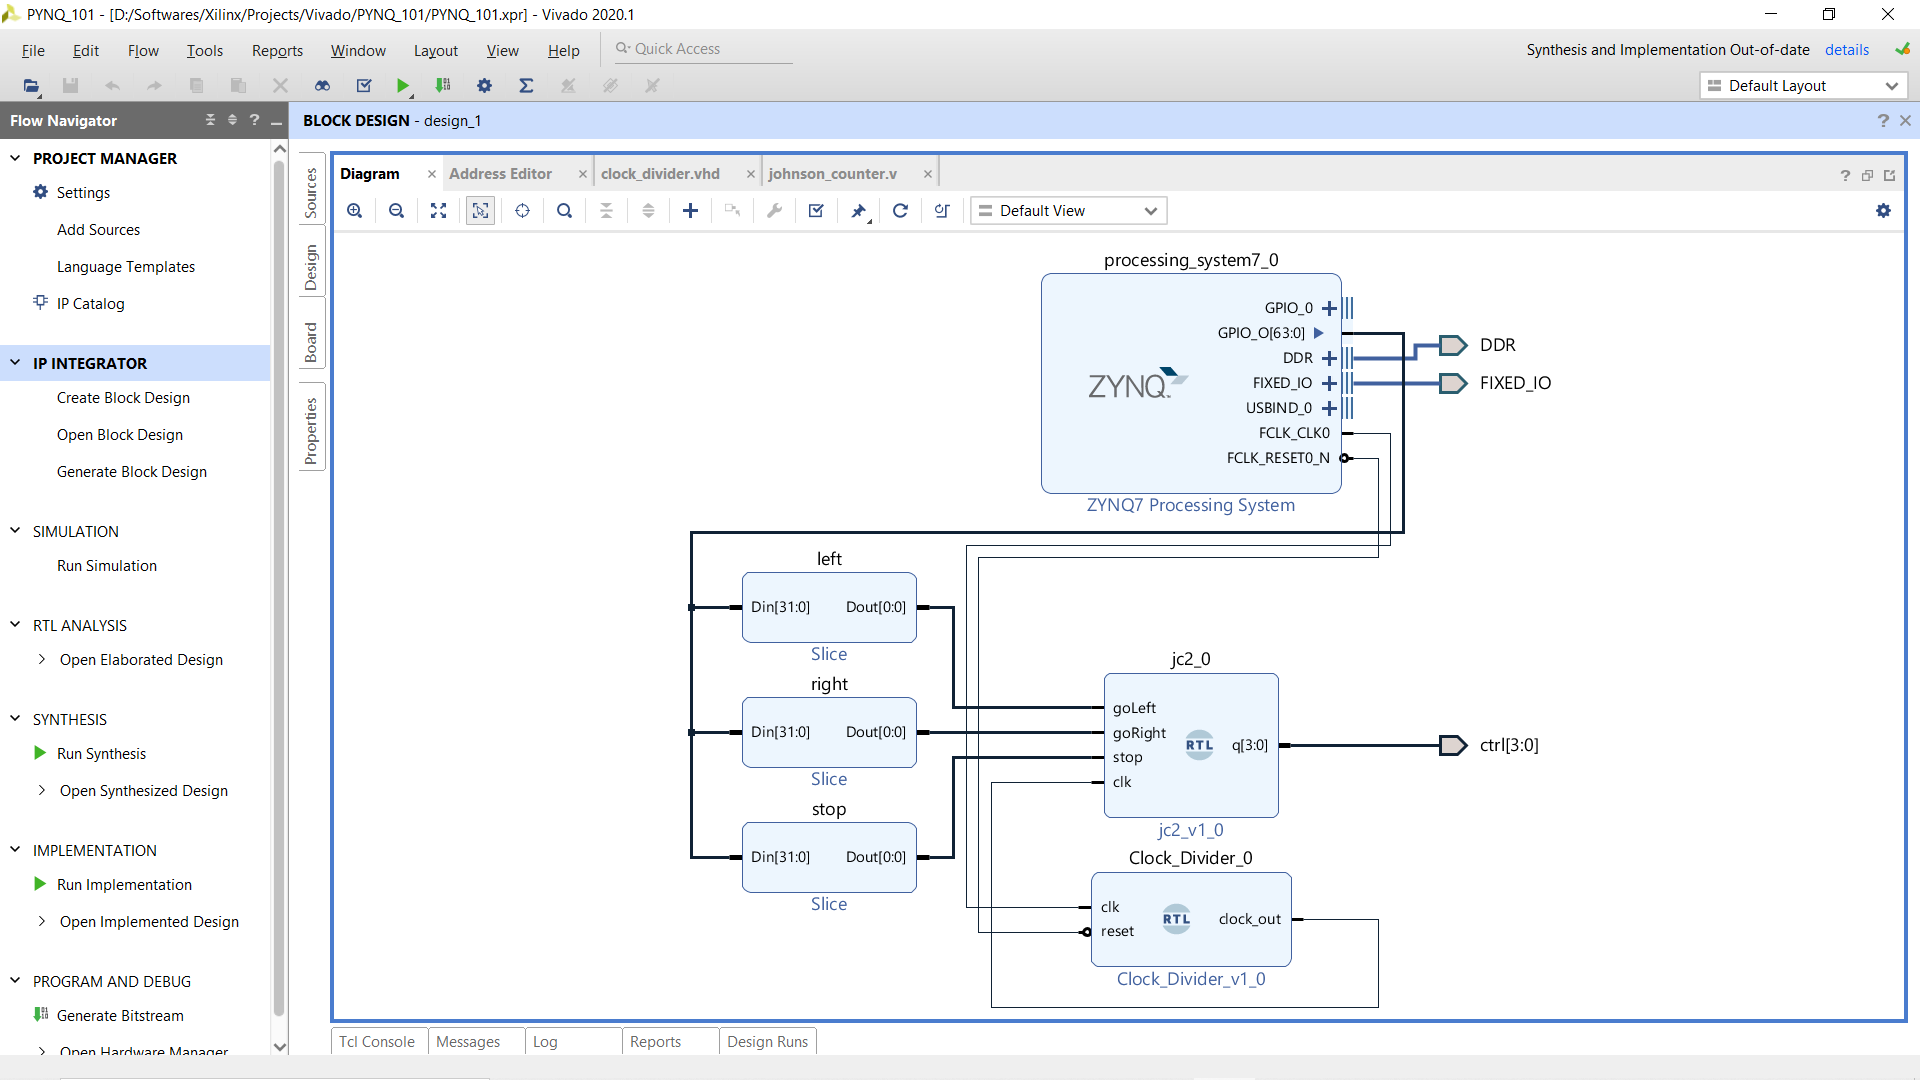 PYNQ_101 - [D:/Softwares/Xilinx/Projects/Vivado/PYNQ_101/PYNQ_101.xpr] - Vivado 2020.1
File Edit Flow Tools Reports Window Layout View Help Quick Access
Synthesis and Implementation Out-of-date details
Default Layout
Flow Navigator
BLOCK DESIGN - design_1
PROJECT MANAGER
Settings
Add Sources
Language Templates
IP Catalog
IP INTEGRATOR
Create Block Design
Open Block Design
Generate Block Design
SIMULATION
Run Simulation
RTL ANALYSIS
Open Elaborated Design
SYNTHESIS
Run Synthesis
Open Synthesized Design
IMPLEMENTATION
Run Implementation
Open Implemented Design
PROGRAM AND DEBUG
Generate Bitstream
Open Hardware Manager
Sources
Design
Board
Properties
Diagram
Address Editor
clock_divider.vhd
johnson_counter.v
Default View
processing_system7_0
GPIO_0
GPIO_O[63:0]
DDR
FIXED_IO
USBIND_0
FCLK_CLK0
FCLK_RESET0_N
ZYNQ
ZYNQ7 Processing System
DDR
FIXED_IO
left
Din[31:0] Dout[0:0]
Slice
right
Din[31:0] Dout[0:0]
Slice
stop
Din[31:0] Dout[0:0]
Slice
jc2_0
goLeft
goRight
stop
clk
RTL
q[3:0]
jc2_v1_0
ctrl[3:0]
Clock_Divider_0
clk
reset
RTL
clock_out
Clock_Divider_v1_0
Tcl Console
Messages
Log
Reports
Design Runs